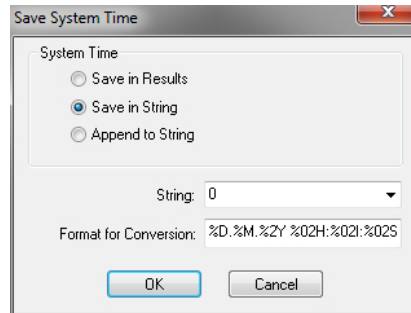 Save System Time
System Time
Save in Results
Save in String
Append to String
String: 0
Format for Conversion: %D.%M.%2Y %02H:%02I:%02S
OK Cancel